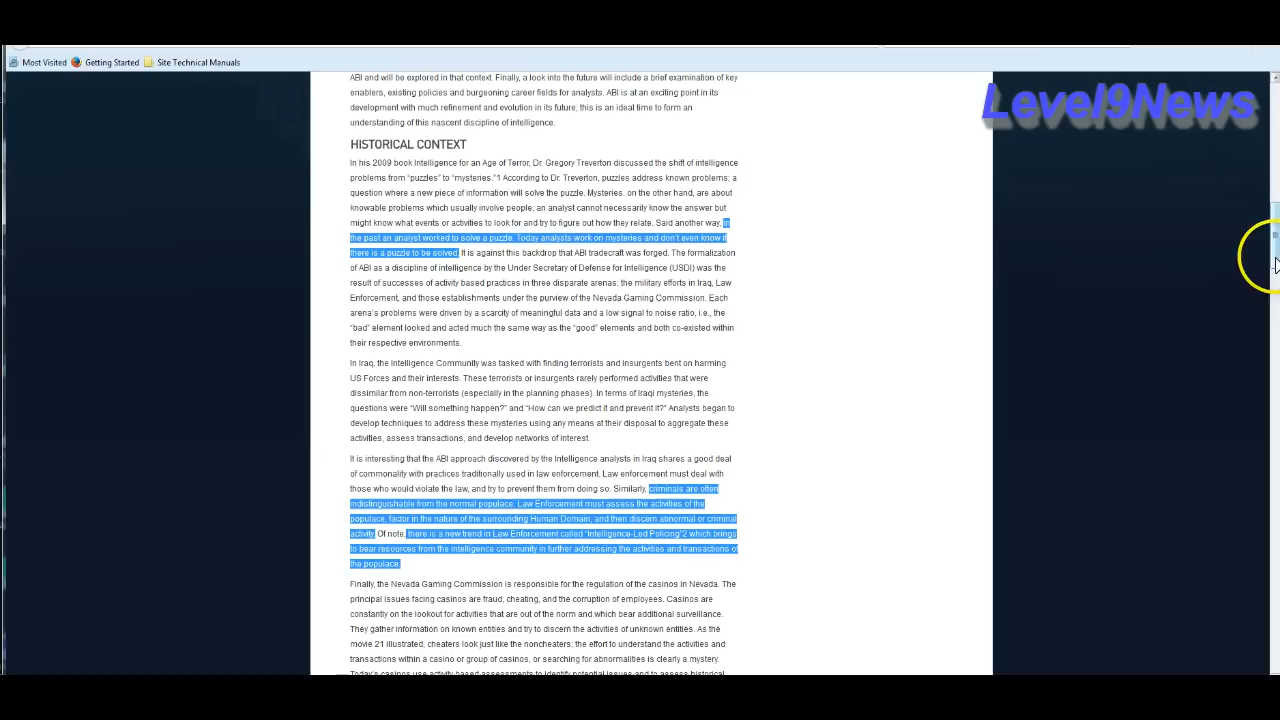 Most Visited Getting Started Site Technical Manuals
Level9News
ABI and will be explored in that context. Finally, a look into the future will include a brief examination of key
enablers, existing policies and burgeoning career fields for analysts. ABI is at an exciting point in its
development with much refinement and evolution in its future; this is an ideal time to form an
understanding of this nascent discipline of intelligence.
HISTORICAL CONTEXT
In his 2009 book Intelligence for an Age of Terror, Dr. Gregory Treverton discussed the shift of intelligence
problems from “puzzles” to “mysteries.”1 According to Dr. Treverton, puzzles address known problems; a
question where a new piece of information will solve the puzzle. Mysteries, on the other hand, are about
knowable problems which usually involve people; an analyst cannot necessarily know the answer but
might know what events or activities to look for and try to figure out how they relate. Said another way, in
the past an analyst worked to solve a puzzle. Today analysts work on mysteries and don’t even know if
there is a puzzle to be solved. It is against this backdrop that ABI tradecraft was forged. The formalization
of ABI as a discipline of intelligence by the Under Secretary of Defense for Intelligence (USDI) was the
result of successes of activity based practices in three disparate arenas: the military efforts in Iraq, Law
Enforcement, and those establishments under the purview of the Nevada Gaming Commission. Each
arena’s problems were driven by a scarcity of meaningful data and a low signal to noise ratio, i.e., the
“bad” element looked and acted much the same way as the “good” elements and both co-existed within
their respective environments.
In Iraq, the Intelligence Community was tasked with finding terrorists and insurgents bent on harming
US Forces and their interests. These terrorists or insurgents rarely performed activities that were
dissimilar from non-terrorists (especially in the planning phases). In terms of Iraqi mysteries, the
questions were “Will something happen?” and “How can we predict it and prevent it?” Analysts began to
develop techniques to address these mysteries using any means at their disposal to aggregate these
activities, assess transactions, and develop networks of interest.
It is interesting that the ABI approach discovered by the Intelligence analysts in Iraq shares a good deal
of commonality with practices traditionally used in law enforcement. Law enforcement must deal with
those who would violate the law, and try to prevent them from doing so. Similarly, criminals are often
indistinguishable from the normal populace. Law Enforcement must assess the activities of the
populace, factor in the nature of the surrounding Human Domain, and then discern abnormal or criminal
activity. Of note, there is a new trend in Law Enforcement called “Intelligence-Led Policing”2 which brings
to bear resources from the intelligence community in further addressing the activities and transactions of
the populace.
Finally, the Nevada Gaming Commission is responsible for the regulation of the casinos in Nevada. The
principal issues facing casinos are fraud, cheating, and the corruption of employees. Casinos are
constantly on the lookout for activities that are out of the norm and which bear additional surveillance.
They gather information on known entities and try to discern the activities of unknown entities. As the
movie 21 illustrated, cheaters look just like the noncheaters; the effort to understand the activities and
transactions within a casino or group of casinos, or searching for abnormalities is clearly a mystery.
Today’s casinos use activity-based assessments to identify potential issues and to assess historical